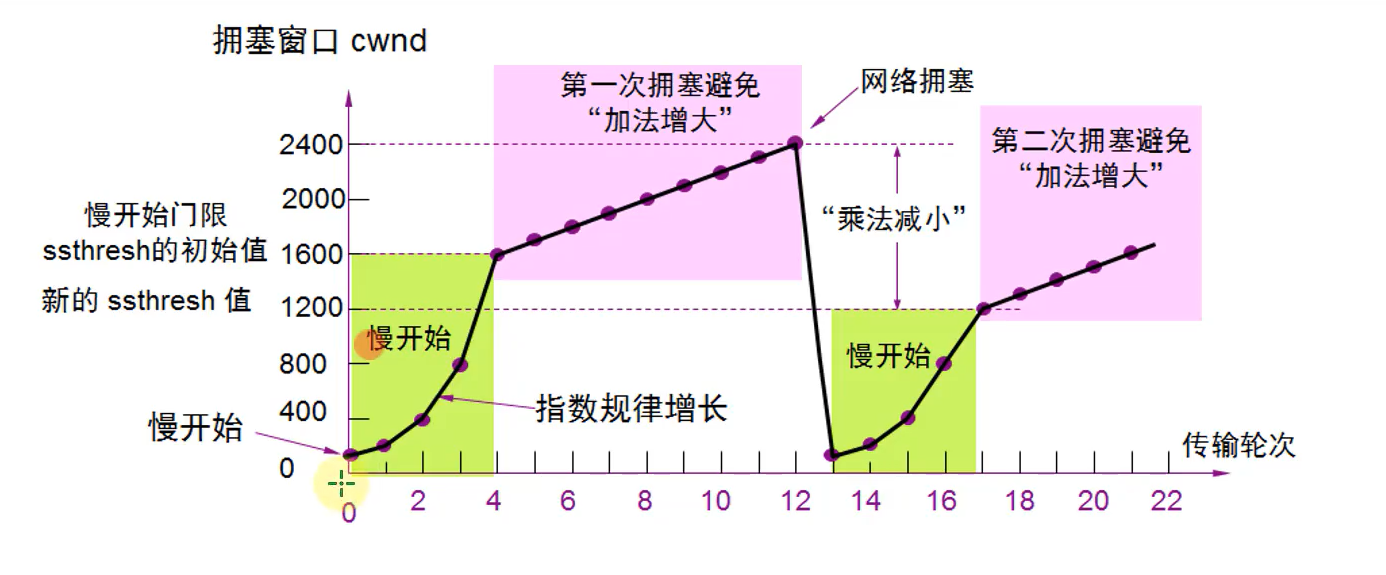 拥塞窗口 cwnd
第一次拥塞避免
“加法增大”
网络拥塞
第二次拥塞避免
“加法增大”
2400
2000
慢开始门限
ssthresh的初始值
1600
“乘法减小”
新的 ssthresh 值
1200
慢开始
慢开始
800
400
指数规律增长
慢开始
传输轮次
0
0 2 4 6 8 10 12 14 16 18 20 22